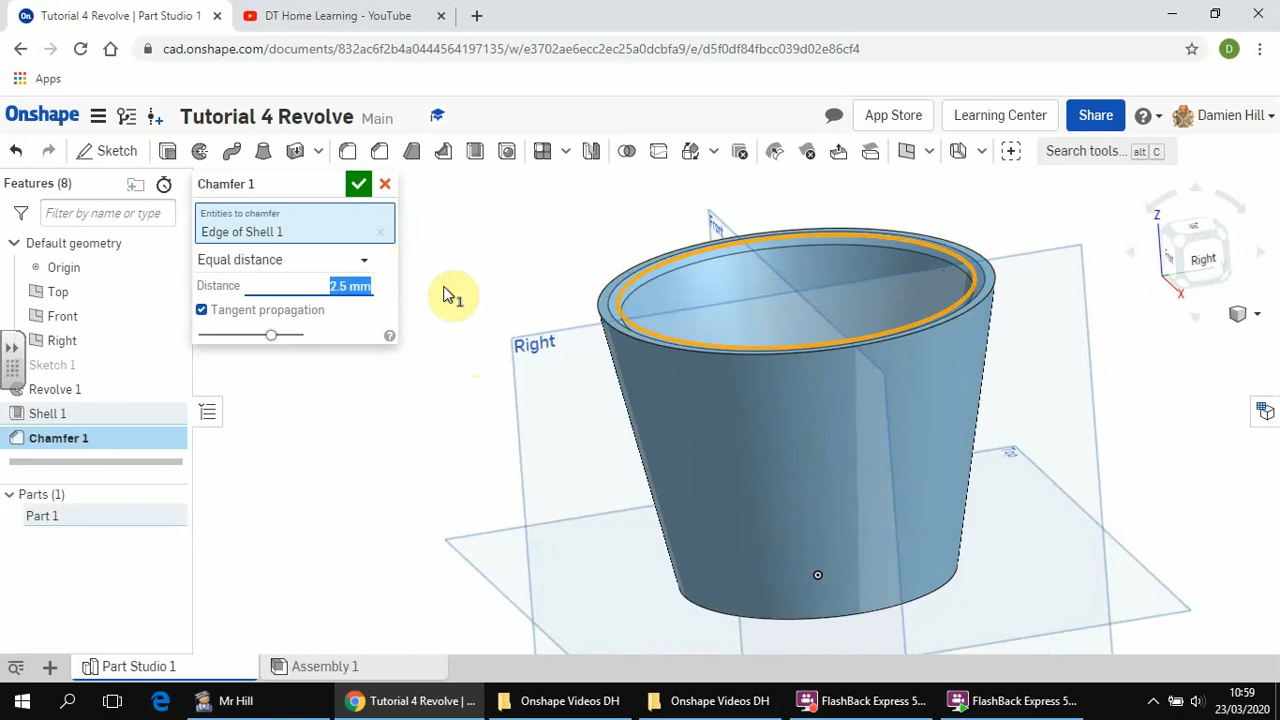 Tutorial 4 Revolve | Part Studio 1
DT Home Learning - YouTube
cad.onshape.com/documents/832ac6f2b4a0444564197135/w/e3702ae6ecc2ec25a0dcbfa9/e/d5f0df84fbcc039d02e86cf4
D
Apps
Onshape
Tutorial 4 Revolve Main
App Store
Learning Center
Share
Damien Hill
Sketch
Search tools... alt C
Features (8)
Filter by name or type
Default geometry
Origin
Top
Front
Right
Sketch 1
Revolve 1
Shell 1
Chamfer 1
Parts (1)
Part 1
Chamfer 1
Entities to chamfer
Edge of Shell 1
Equal distance
Distance 2.5 mm
Tangent propagation
1
Front
Right
Top
Z
Front
Right
X
Part Studio 1
Assembly 1
Mr Hill
Tutorial 4 Revolve | ...
Onshape Videos DH
Onshape Videos DH
FlashBack Express 5...
FlashBack Express 5...
10:59
23/03/2020